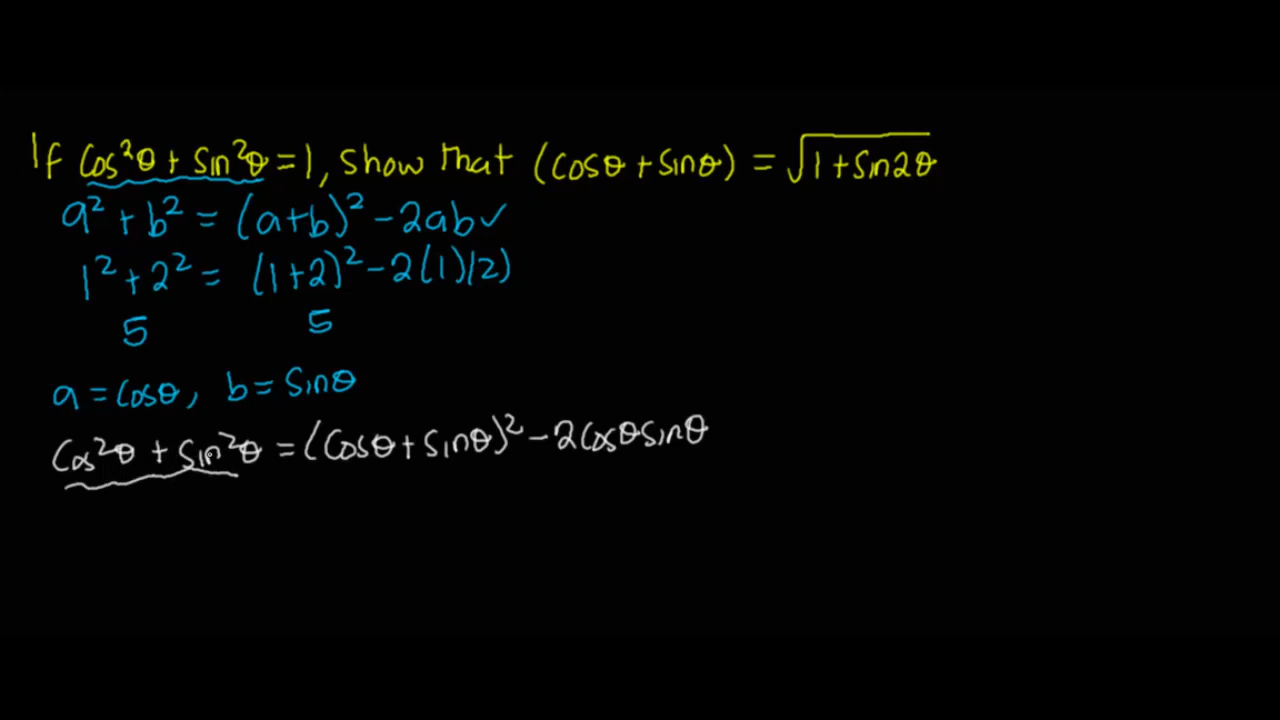 If Cos²θ + Sin²θ = 1, Show that (Cosθ + Sinθ) = √(1 + Sin2θ)
a² + b² = (a+b)² - 2ab ✓
1² + 2² = (1+2)² - 2(1)(2)
5 5
a = Cosθ, b = Sinθ
Cos²θ + Sin²θ = (Cosθ + Sinθ)² - 2CosθSinθ